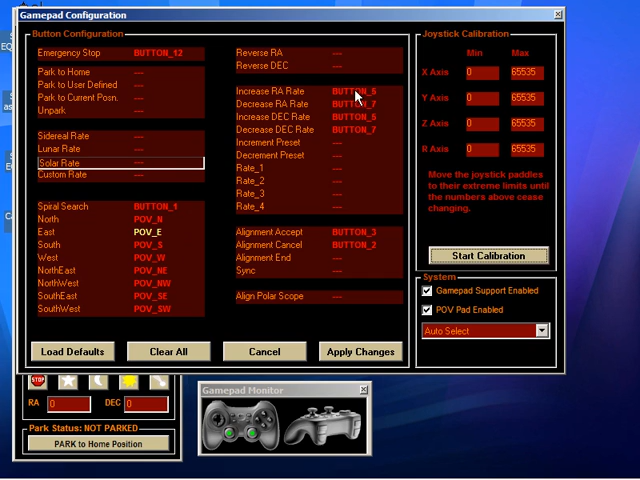 Gamepad Configuration
Button Configuration
Emergency Stop BUTTON_12
Park to Home ---
Park to User Defined ---
Park to Current Posn. ---
Unpark ---
Sidereal Rate ---
Lunar Rate ---
Solar Rate ---
Custom Rate ---
Spiral Search BUTTON_1
North POV_N
East POV_E
South POV_S
West POV_W
NorthEast POV_NE
NorthWest POV_NW
SouthEast POV_SE
SouthWest POV_SW
Reverse RA ---
Reverse DEC ---
Increase RA Rate BUTTON_5
Decrease RA Rate BUTTON_7
Increase DEC Rate BUTTON_5
Decrease DEC Rate BUTTON_7
Increment Preset ---
Decrement Preset ---
Rate_1 ---
Rate_2 ---
Rate_3 ---
Rate_4 ---
Alignment Accept BUTTON_3
Alignment Cancel BUTTON_2
Alignment End ---
Sync ---
Align Polar Scope ---
Load Defaults
Clear All
Cancel
Apply Changes
Joystick Calibration
Min Max
X Axis 0 65535
Y Axis 0 65535
Z Axis 0 65535
R Axis 0 65535
Move the joystick paddles
to their extreme limits until
the numbers above cease
changing.
Start Calibration
System
Gamepad Support Enabled
POV Pad Enabled
Auto Select
STOP
RA 0 DEC 0
Park Status: NOT PARKED
PARK to Home Position
Gamepad Monitor